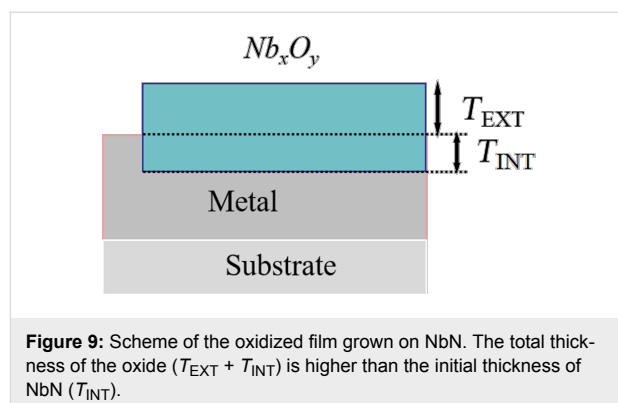 NbxOy
TEXT
TINT
Metal
Substrate
Figure 9: Scheme of the oxidized film grown on NbN. The total thick-
ness of the oxide (TEXT + TINT) is higher than the initial thickness of
NbN (TINT).